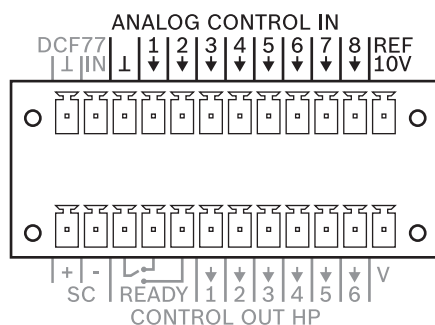 ANALOG CONTROL IN
DCF77 1 2 3 4 5 6 7 8 REF
⊥ IN ⊥ ↓ ↓ ↓ ↓ ↓ ↓ ↓ ↓ 10V
+ - ↓ ↓ ↓ ↓ ↓ ↓ V
SC READY 1 2 3 4 5 6
CONTROL OUT HP